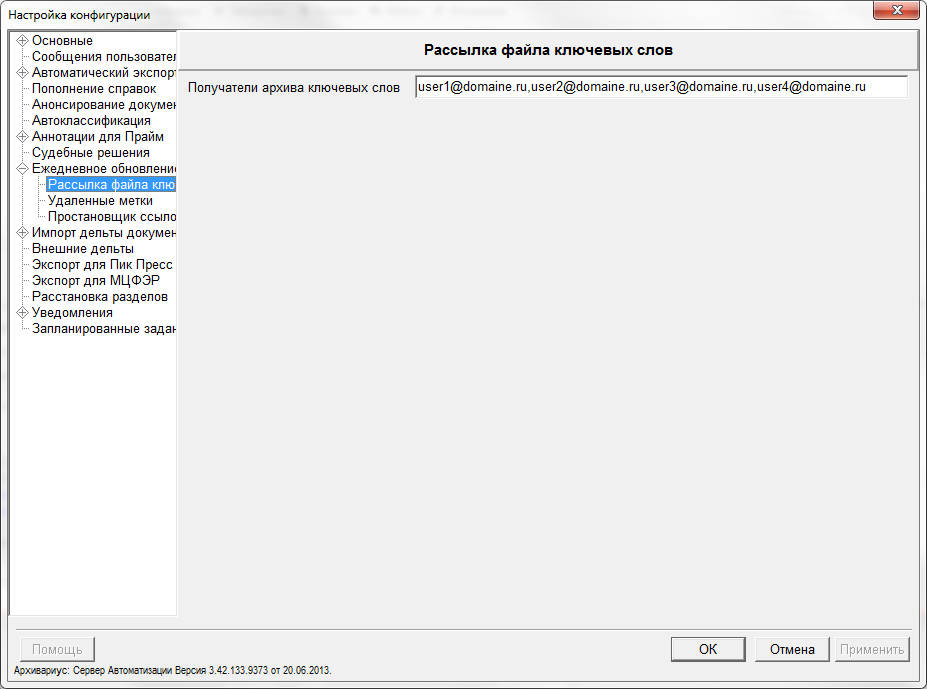 Настройка конфигурации
Основные
Сообщения пользовател
Автоматический экспорт
Пополнение справок
Анонсирование докумен
Автоклассификация
Аннотации для Прайм
Судебные решения
Ежедневное обновление
Рассылка файла клю
Удаленные метки
Простановщик ссыло
Импорт дельты докумен
Внешние дельты
Экспорт для Пик Пресс
Экспорт для МЦФЭР
Расстановка разделов
Уведомления
Запланированные задан
Рассылка файла ключевых слов
Получатели архива ключевых слов user1@domaine.ru,user2@domaine.ru,user3@domaine.ru,user4@domaine.ru
Помощь OK Отмена Применить
Архивариус: Сервер Автоматизации Версия 3.42.133.9373 от 20.06.2013.